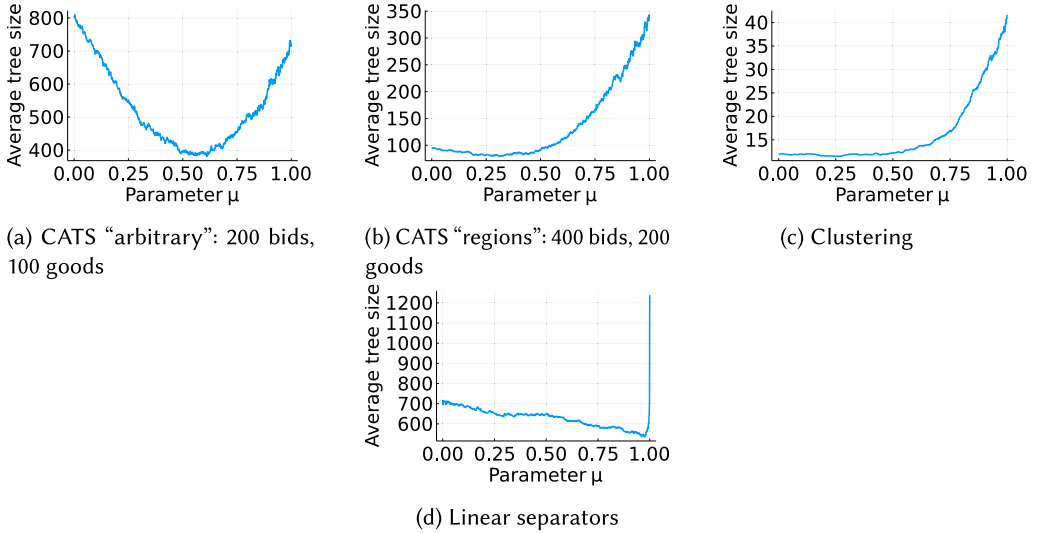 Average tree size
800
700
600
500
400
0.00 0.25 0.50 0.75 1.00
Parameter μ
(a) CATS “arbitrary”: 200 bids,
100 goods
Average tree size
350
300
250
200
150
100
0.00 0.25 0.50 0.75 1.00
Parameter μ
(b) CATS “regions”: 400 bids, 200
goods
Average tree size
40
35
30
25
20
15
0.00 0.25 0.50 0.75 1.00
Parameter μ
(c) Clustering
Average tree size
1200
1100
1000
900
800
700
600
0.00 0.25 0.50 0.75 1.00
Parameter μ
(d) Linear separators